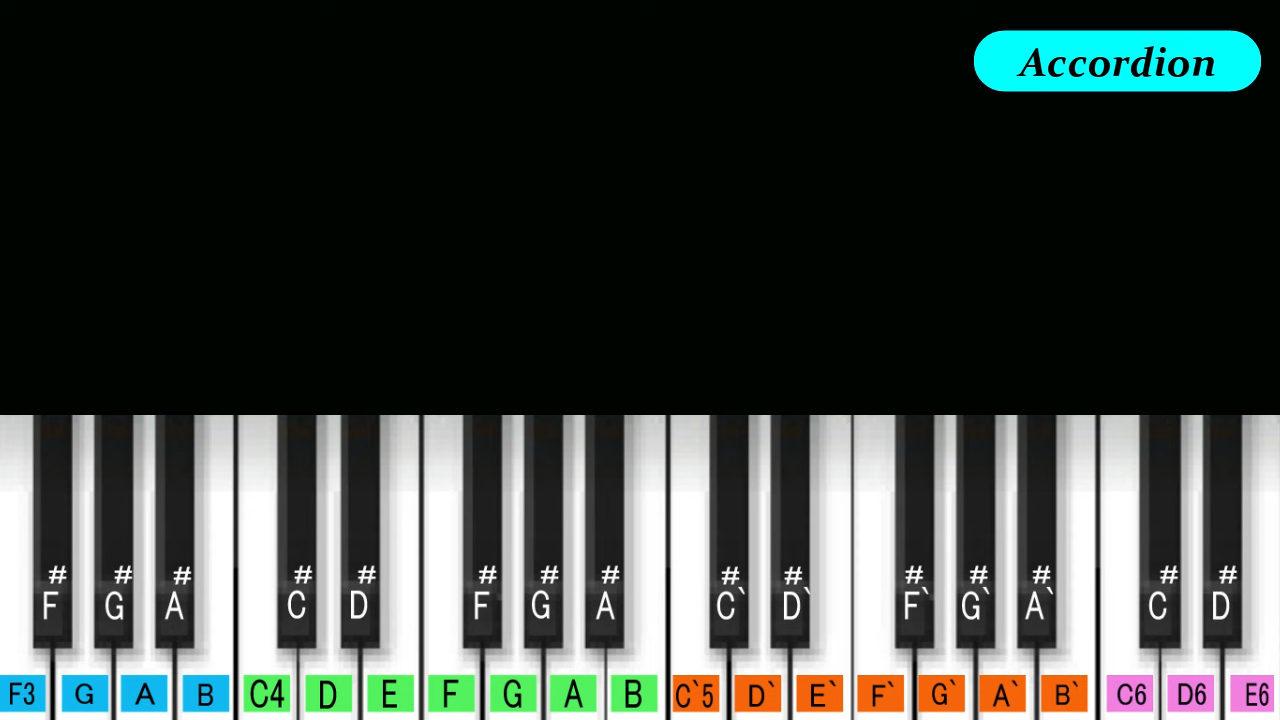 Accordion
# # # # # # # # # # # # # # #
F G A C D F G A C` D` F` G` A` C D
F3 G A B C4 D E F G A B C`5 D` E` F` G` A` B` C6 D6 E6